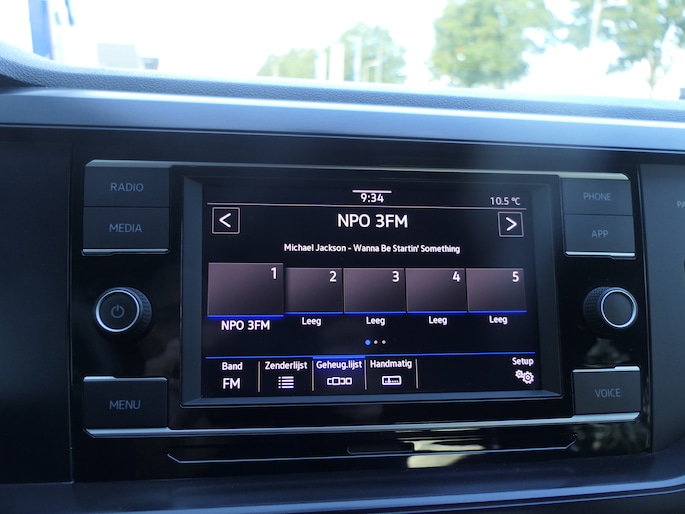 RADIO
MEDIA
MENU
9:34
10.5 °C
<
NPO 3FM
>
Michael Jackson - Wanna Be Startin' Something
1 2 3 4 5
NPO 3FM Leeg Leeg Leeg Leeg
Band Zenderlijst Geheug.lijst Handmatig Setup
FM
PHONE
APP
VOICE
PA